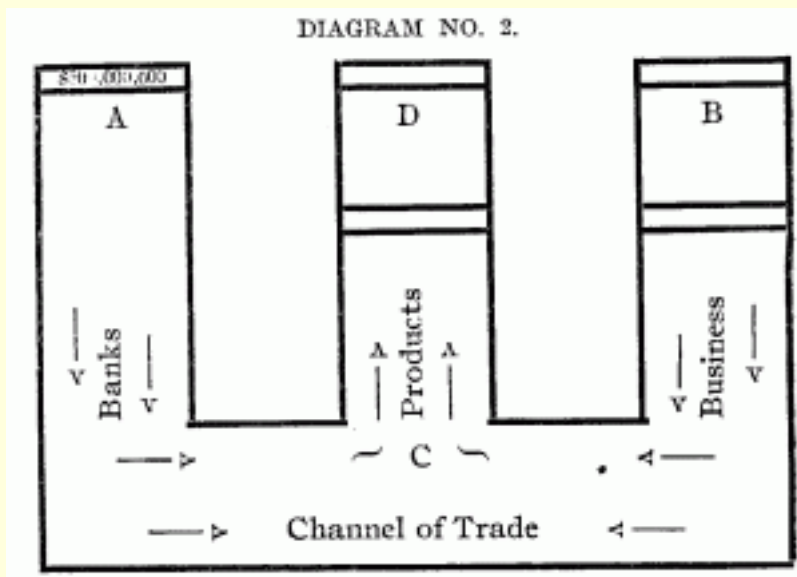 DIAGRAM NO. 2.
A
D
B
Banks
Products
Business
C
Channel of Trade